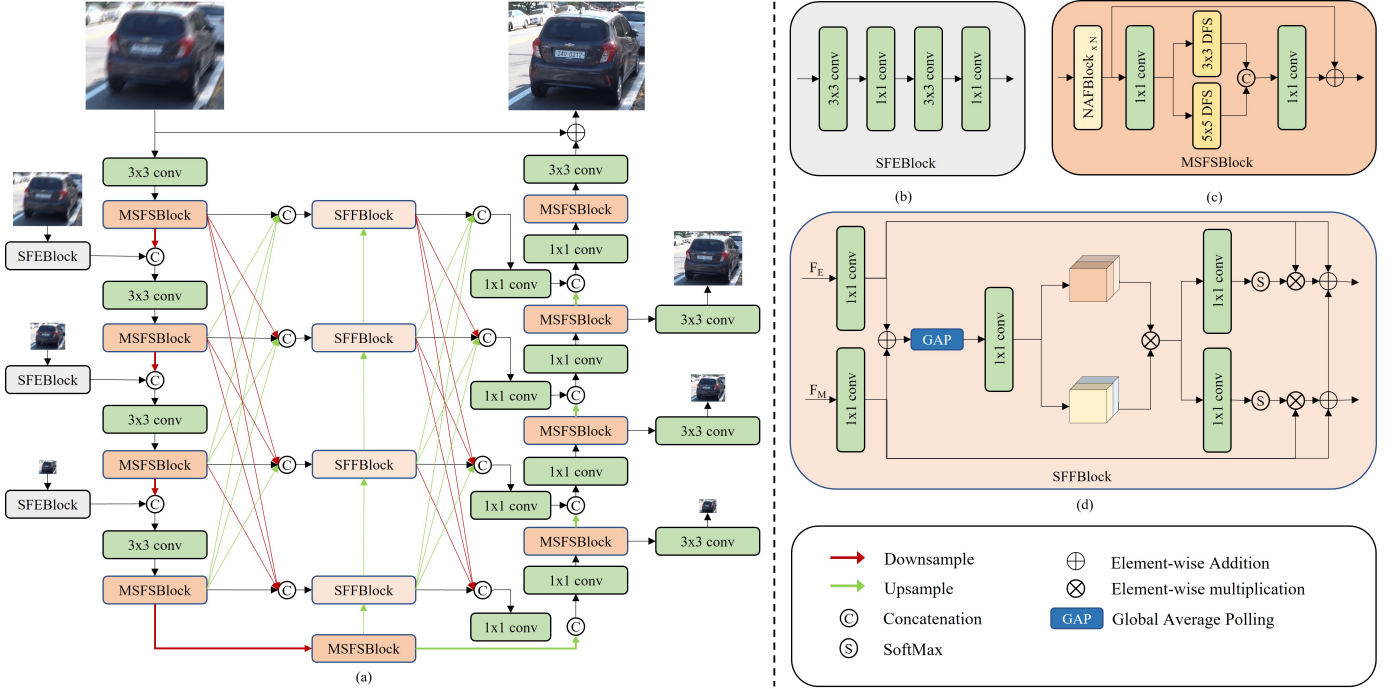 3x3 conv
MSFSBlock
C
SFFBlock
C
SFEBlock
C
3x3 conv
MSFSBlock
C
SFFBlock
C
SFEBlock
C
3x3 conv
MSFSBlock
C
SFFBlock
C
SFEBlock
C
3x3 conv
MSFSBlock
C
SFFBlock
C
1x1 conv
MSFSBlock
C
1x1 conv
MSFSBlock
3x3 conv
1x1 conv
C
1x1 conv
MSFSBlock
3x3 conv
1x1 conv
C
1x1 conv
MSFSBlock
3x3 conv
1x1 conv
C
1x1 conv
MSFSBlock
3x3 conv
(a)
3x3 conv
1x1 conv
3x3 conv
1x1 conv
SFEBlock
(b)
NAFBlock x N
1x1 conv
3x3 DFS
5x5 DFS
C
1x1 conv
MSFSBlock
(c)
FE
1x1 conv
FM
1x1 conv
GAP
1x1 conv
1x1 conv
S
1x1 conv
S
SFFBlock
(d)
Downsample
Upsample
C Concatenation
S SoftMax
Element-wise Addition
Element-wise multiplication
GAP Global Average Polling